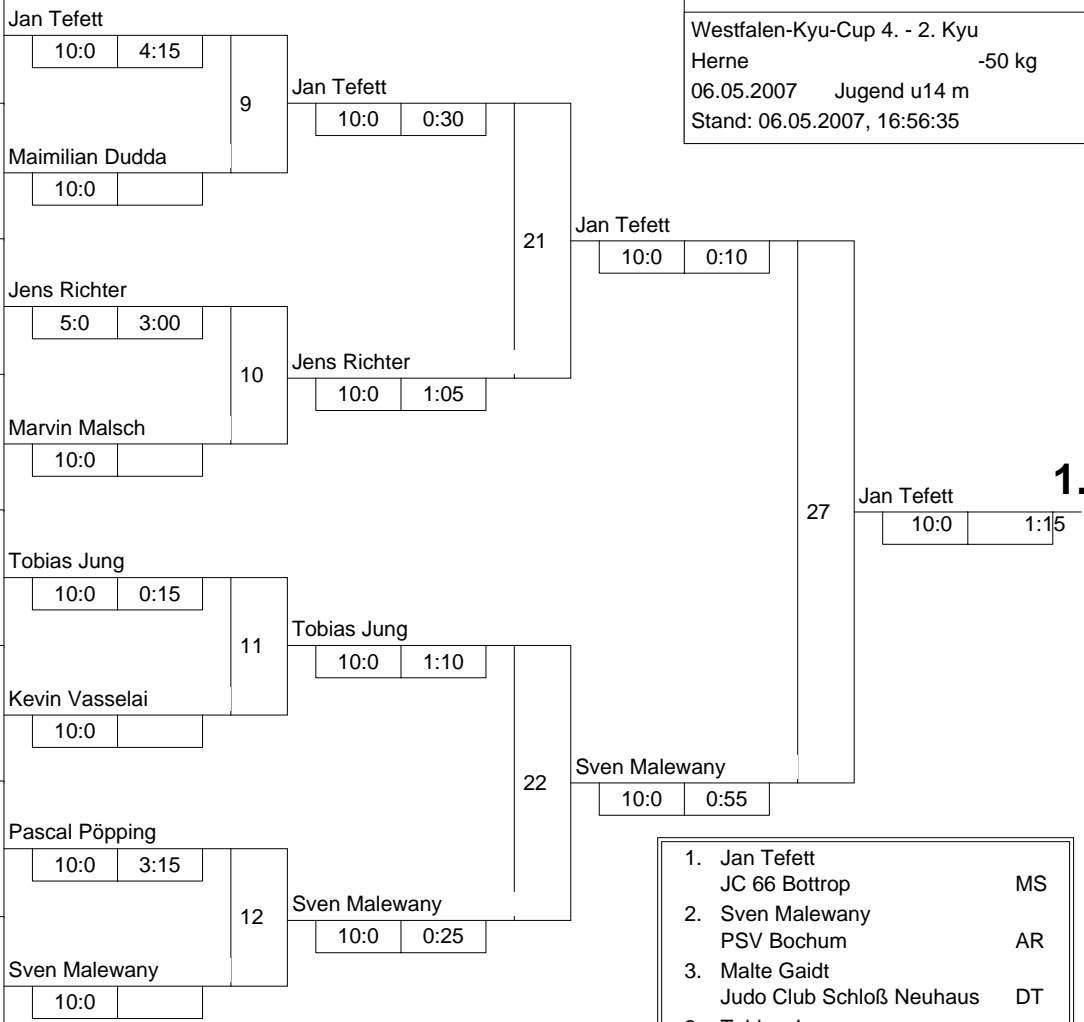 Westfalen-Kyu-Cup 4. - 2. Kyu
Herne -50 kg
06.05.2007 Jugend u14 m
Stand: 06.05.2007, 16:56:35
Jan Tefett
10:0 4:15
9
Maimilian Dudda
10:0
Jan Tefett
10:0 0:30
Jens Richter
5:0 3:00
10
Marvin Malsch
10:0
Jens Richter
10:0 1:05
21
Jan Tefett
10:0 0:10
Tobias Jung
10:0 0:15
11
Kevin Vasselai
10:0
Tobias Jung
10:0 1:10
Pascal Pöpping
10:0 3:15
12
Sven Malewany
10:0
Sven Malewany
10:0 0:25
22
Sven Malewany
10:0 0:55
27
Jan Tefett 1.
10:0 1:15
1. Jan Tefett
JC 66 Bottrop MS
2. Sven Malewany
PSV Bochum AR
3. Malte Gaidt
Judo Club Schloß Neuhaus DT